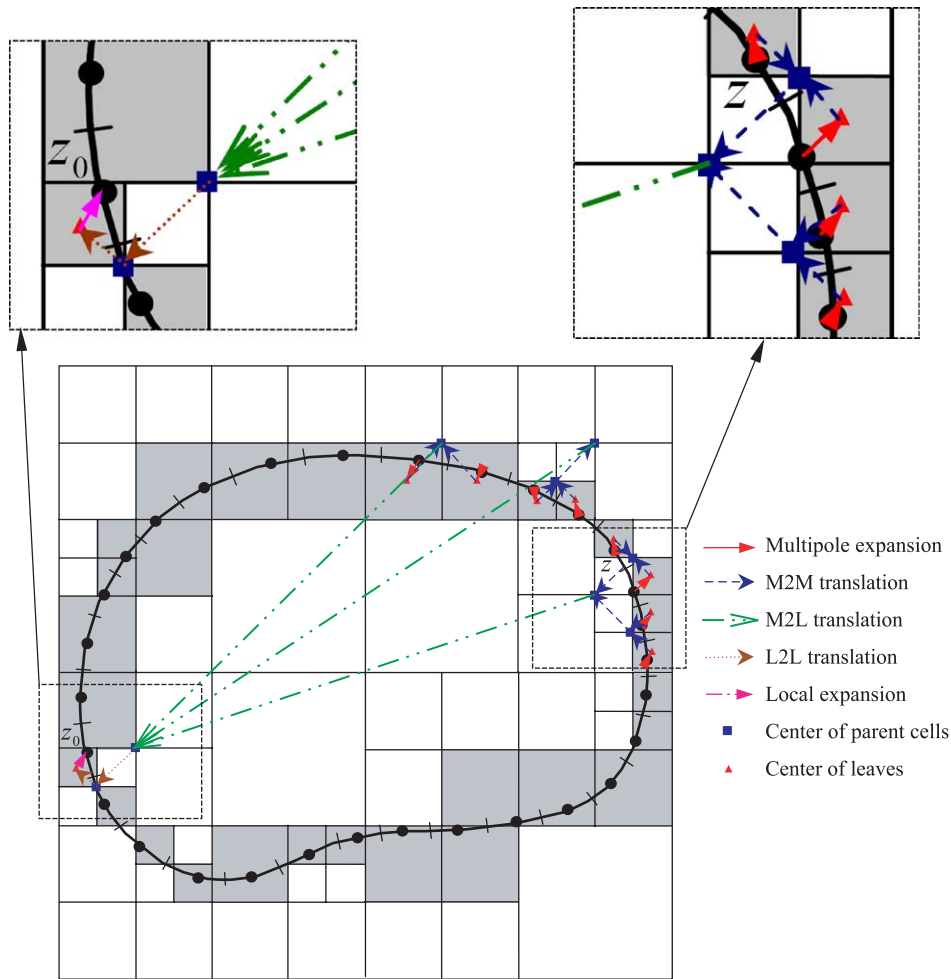 z
z₀
z
z₀
Multipole expansion
M2M translation
M2L translation
L2L translation
Local expansion
Center of parent cells
Center of leaves